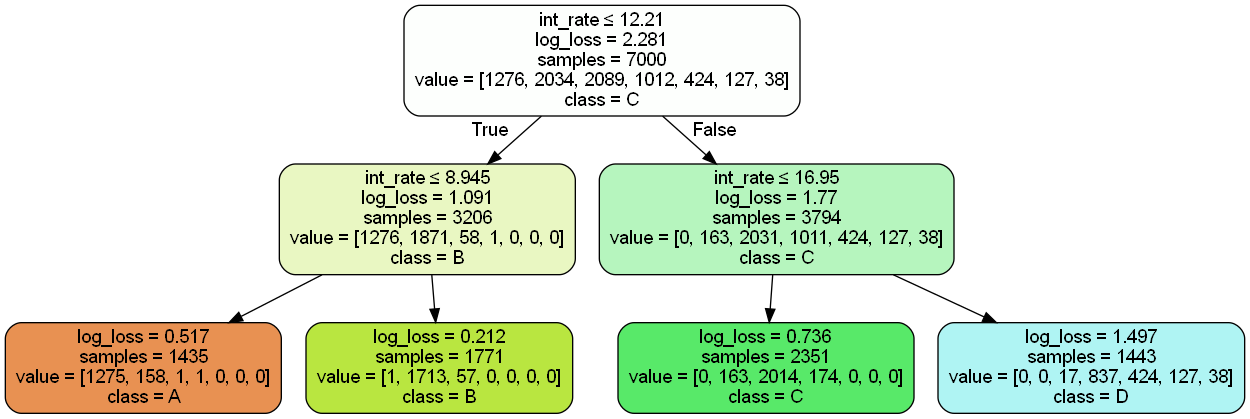 int_rate ≤ 12.21
log_loss = 2.281
samples = 7000
value = [1276, 2034, 2089, 1012, 424, 127, 38]
class = C
True
False
int_rate ≤ 8.945
log_loss = 1.091
samples = 3206
value = [1276, 1871, 58, 1, 0, 0, 0]
class = B
int_rate ≤ 16.95
log_loss = 1.77
samples = 3794
value = [0, 163, 2031, 1011, 424, 127, 38]
class = C
log_loss = 0.517
samples = 1435
value = [1275, 158, 1, 1, 0, 0, 0]
class = A
log_loss = 0.212
samples = 1771
value = [1, 1713, 57, 0, 0, 0, 0]
class = B
log_loss = 0.736
samples = 2351
value = [0, 163, 2014, 174, 0, 0, 0]
class = C
log_loss = 1.497
samples = 1443
value = [0, 0, 17, 837, 424, 127, 38]
class = D